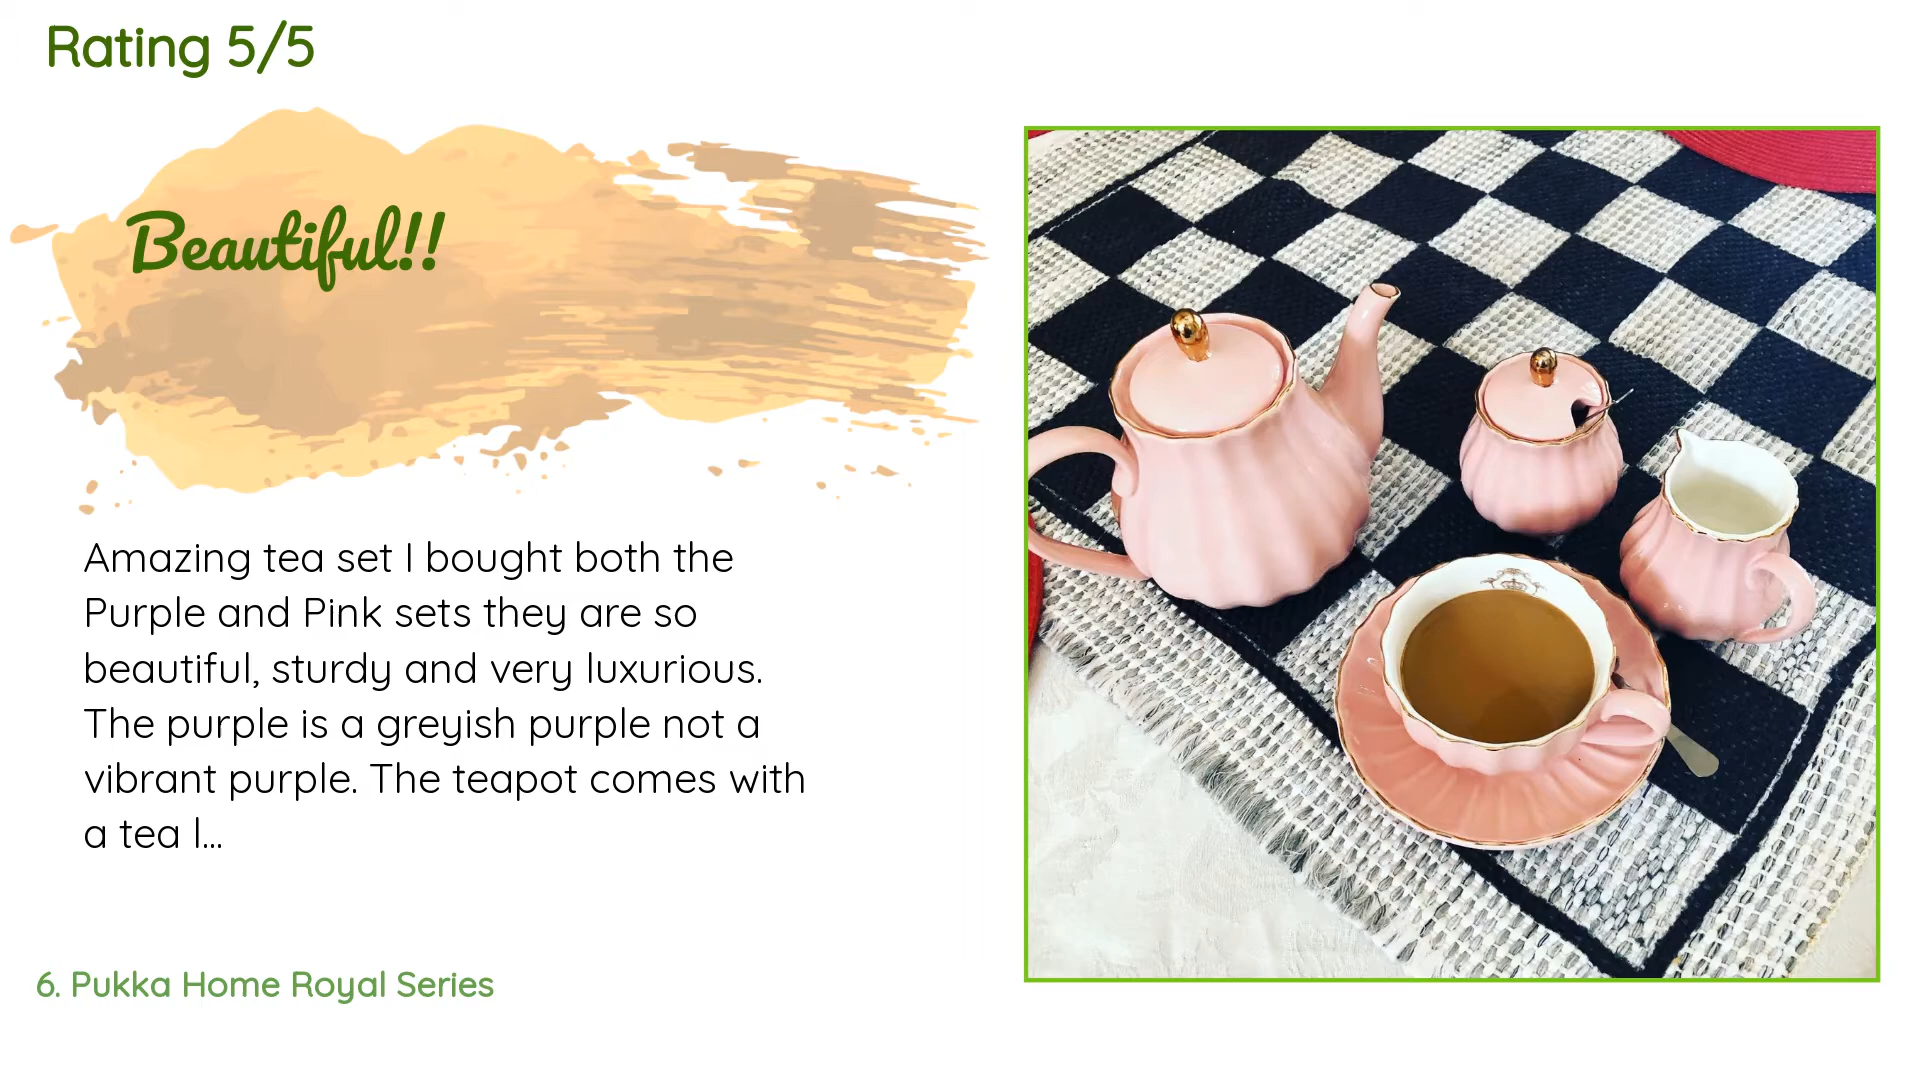 Rating 5/5
Beautiful!!
Amazing tea set I bought both the
Purple and Pink sets they are so
beautiful, sturdy and very luxurious.
The purple is a greyish purple not a
vibrant purple. The teapot comes with
a tea l...
6. Pukka Home Royal Series